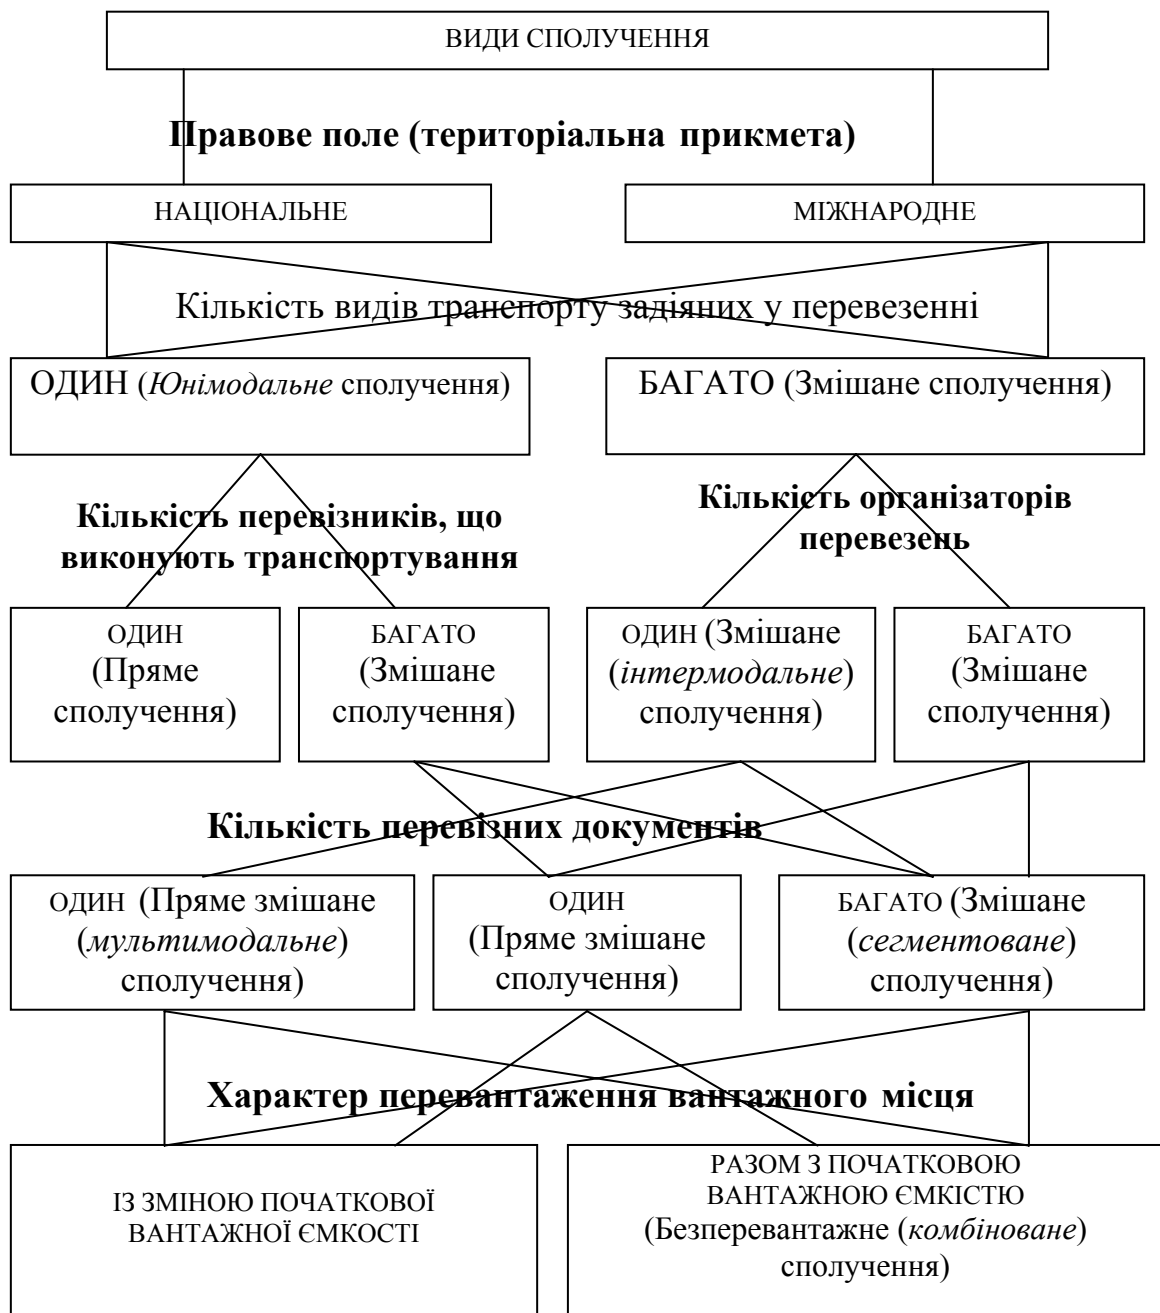 ВИДИ СПОЛУЧЕННЯ
Правове поле (територіальна прикмета)
НАЦІОНАЛЬНЕ
МІЖНАРОДНЕ
Кількість видів транспорту задіяних у перевезенні
ОДИН (Юнімодальне сполучення)
БАГАТО (Змішане сполучення)
Кількість перевізників, що
виконують транспортування
Кількість організаторів
перевезень
ОДИН
(Пряме
сполучення)
БАГАТО
(Змішане
сполучення)
ОДИН (Змішане
(інтермодальне)
сполучення)
БАГАТО
(Змішане
сполучення)
Кількість перевізних документів
ОДИН (Пряме змішане
(мультимодальне)
сполучення)
ОДИН
(Пряме змішане
сполучення)
БАГАТО (Змішане
(сегментоване)
сполучення)
Характер перевантаження вантажного місця
ІЗ ЗМІНОЮ ПОЧАТКОВОЇ
ВАНТАЖНОЇ ЄМКОСТІ
РАЗОМ З ПОЧАТКОВОЮ
ВАНТАЖНОЮ ЄМКІСТЮ
(Безперевантажне (комбіноване)
сполучення)